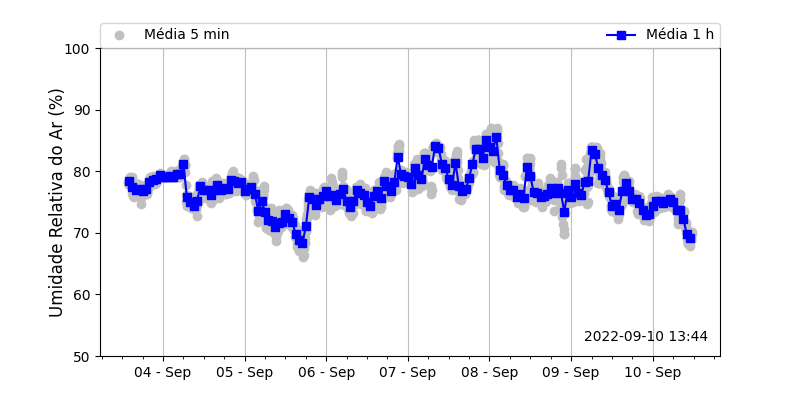 Média 5 min
Média 1 h
Umidade Relativa do Ar (%)
100
90
80
70
60
50
2022-09-10 13:44
04 - Sep
05 - Sep
06 - Sep
07 - Sep
08 - Sep
09 - Sep
10 - Sep